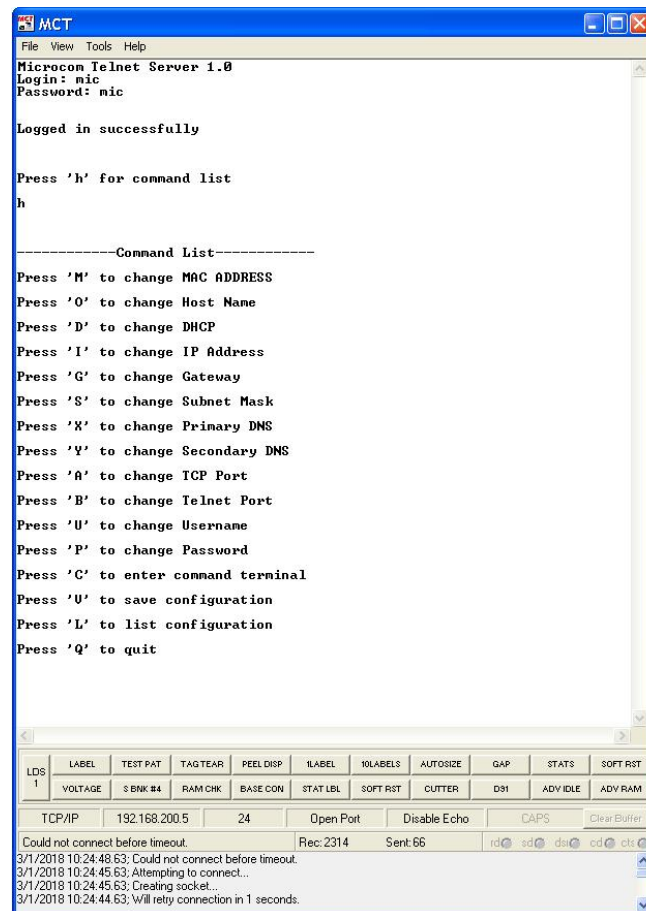 MCT
File View Tools Help
Microcom Telnet Server 1.0
Login: mic
Password: mic
Logged in successfully
Press 'h' for command list
h
------------Command List------------
Press 'M' to change MAC ADDRESS
Press 'O' to change Host Name
Press 'D' to change DHCP
Press 'I' to change IP Address
Press 'G' to change Gateway
Press 'S' to change Subnet Mask
Press 'X' to change Primary DNS
Press 'Y' to change Secondary DNS
Press 'A' to change TCP Port
Press 'B' to change Telnet Port
Press 'U' to change Username
Press 'P' to change Password
Press 'C' to enter command terminal
Press 'V' to save configuration
Press 'L' to list configuration
Press 'Q' to quit
LDS 1
LABEL TEST PAT TAGTEAR PEEL DISP 1LABEL 10LABELS AUTOSIZE GAP STATS SOFT RST
VOLTAGE S BNK #4 RAM CHK BASE CON STAT LBL SOFT RST CUTTER D91 ADV IDLE ADV RAM
TCP/IP 192.168.200.5 24 Open Port Disable Echo CAPS Clear Buffer
Could not connect before timeout. Rec: 2314 Sent: 66 rd sd dsr cd cts
3/1/2018 10:24:48.63; Could not connect before timeout.
3/1/2018 10:24:45.63; Attempting to connect...
3/1/2018 10:24:45.63; Creating socket...
3/1/2018 10:24:44.63; Will retry connection in 1 seconds.